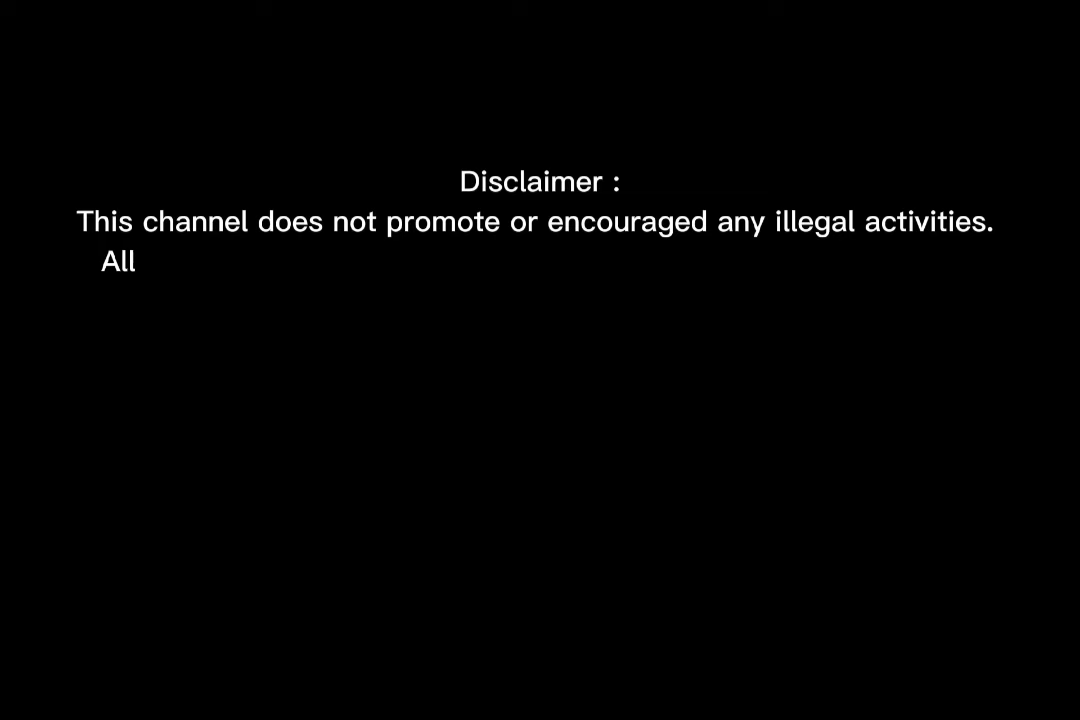 Disclaimer :
This channel does not promote or encouraged any illegal activities.
All